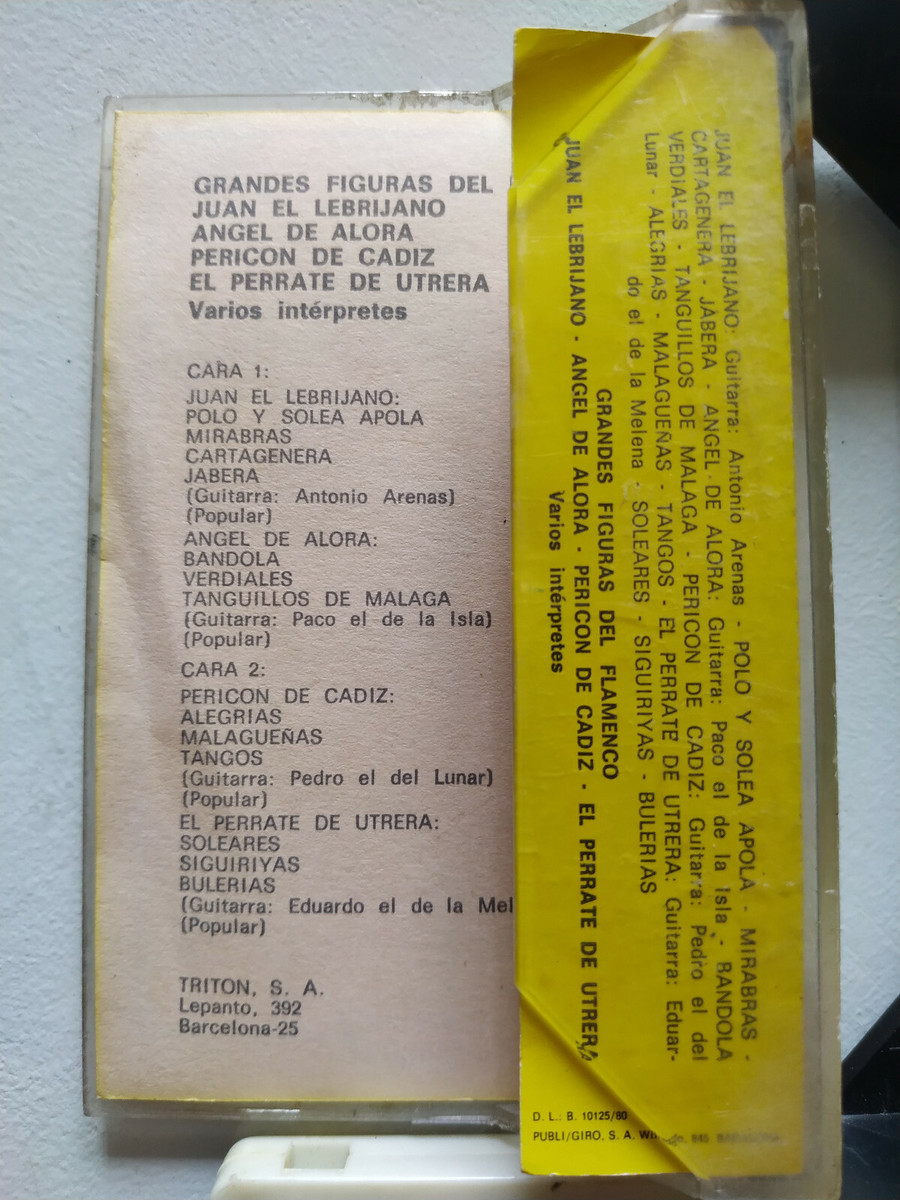 GRANDES FIGURAS DEL
JUAN EL LEBRIJANO
ANGEL DE ALORA
PERICON DE CADIZ
EL PERRATE DE UTRERA
Varios intérpretes
CARA 1:
JUAN EL LEBRIJANO:
POLO Y SOLEA APOLA
MIRABRAS
CARTAGENERA
JABERA
(Guitarra: Antonio Arenas)
(Popular)
ANGEL DE ALORA:
BANDOLA
VERDIALES
TANGUILLOS DE MALAGA
(Guitarra: Paco el de la Isla)
(Popular)
CARA 2:
PERICON DE CADIZ:
ALEGRIAS
MALAGUEÑAS
TANGOS
(Guitarra: Pedro el del Lunar)
(Popular)
EL PERRATE DE UTRERA:
SOLEARES
SIGUIRIYAS
BULERIAS
(Guitarra: Eduardo el de la Mel
(Popular)
TRITON, S. A.
Lepanto, 392
Barcelona-25
JUAN EL LEBRIJANO: Guitarra: Antonio Arenas - POLO Y SOLEA APOLA - MIRABRAS -
CARTAGENERA - JABERA - ANGEL DE ALORA: Guitarra: Paco el de la Isla - RANDOLA
VERDIALES - TANGUILLOS DE MALAGA - PERICON DE CADIZ: Guitarra: Pedro el del
Lunar - ALEGRIAS - MALAGUEÑAS - TANGOS - EL PERRATE DE UTRERA: Guitarra: Eduar-
do el de la Melena - SOLEARES - SIGUIRIYAS - BULERIAS
GRANDES FIGURAS DEL FLAMENCO
JUAN EL LEBRIJANO - ANGEL DE ALORA - PERICON DE CADIZ - EL PERRATE DE UTRERA
Varios intérpretes
D. L.: B. 10125/80
PUBLI/GIRO, S. A.